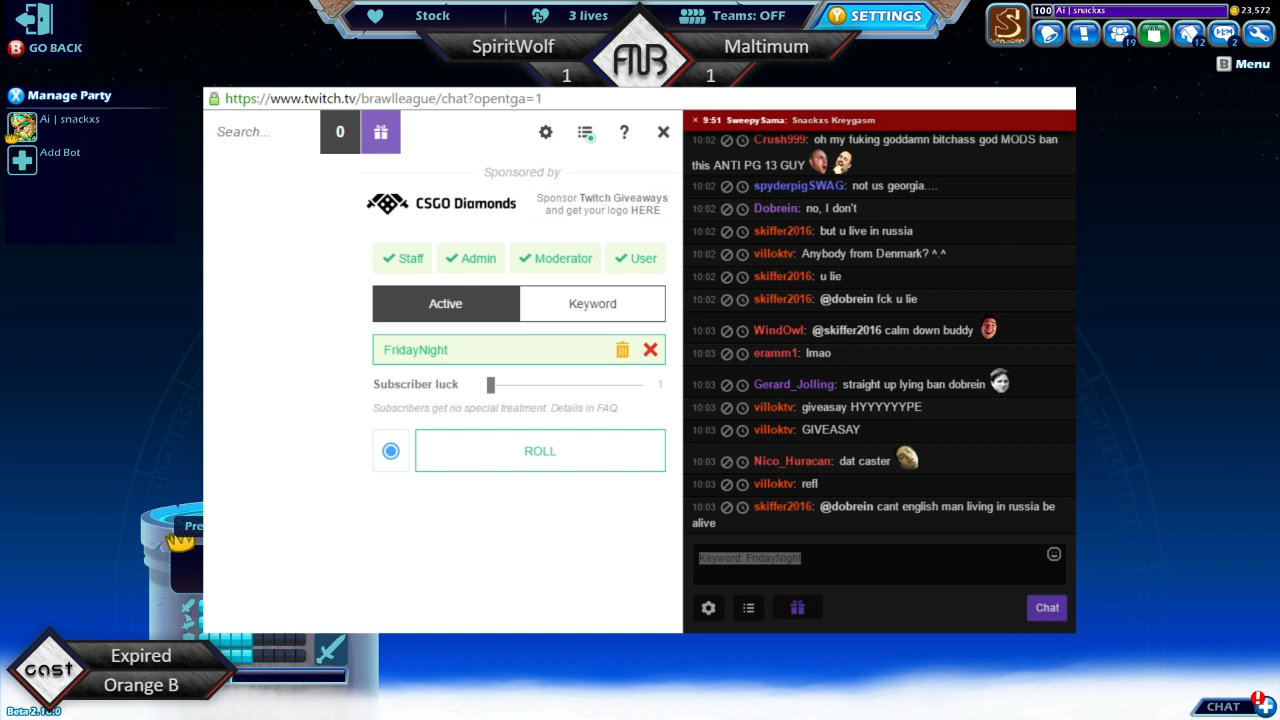 Stock
3 lives
Teams: OFF
Y SETTINGS
100 Ai | snackxs
23,572
B GO BACK
SpiritWolf
FNB
Maltimum
1
1
19
12
2
B Menu
X Manage Party
Ai | snackxs
Add Bot
https://www.twitch.tv/brawlleague/chat?opentga=1
Search...
0
?
Sponsored by
CSGO Diamonds
Sponsor Twitch Giveaways
and get your logo HERE
Staff
Admin
Moderator
User
Active
Keyword
FridayNight
Subscriber luck
1
Subscribers get no special treatment. Details in FAQ.
ROLL
× 9:51 SweepySama: Snackxs Kreygasm
10:02 Crush999: oh my fuking goddamn bitchass god MODS ban
this ANTI PG 13 GUY
10:02 spyderpigSWAG: not us georgia....
10:02 Dobrein: no, I don't
10:02 skiffer2016: but u live in russia
10:02 villoktv: Anybody from Denmark? ^.^
10:02 skiffer2016: u lie
10:02 skiffer2016: @dobrein fck u lie
10:03 WindOwl: @skiffer2016 calm down buddy
10:03 eramm1: lmao
10:03 Gerard_Jolling: straight up lying ban dobrein
10:03 villoktv: giveasay HYYYYYYPE
10:03 villoktv: GIVEASAY
10:03 Nico_Huracan: dat caster
10:03 villoktv: refl
10:03 skiffer2016: @dobrein cant english man living in russia be
alive
Keyword: FridayNight
Chat
Pre
cast
Expired
Orange B
CHAT